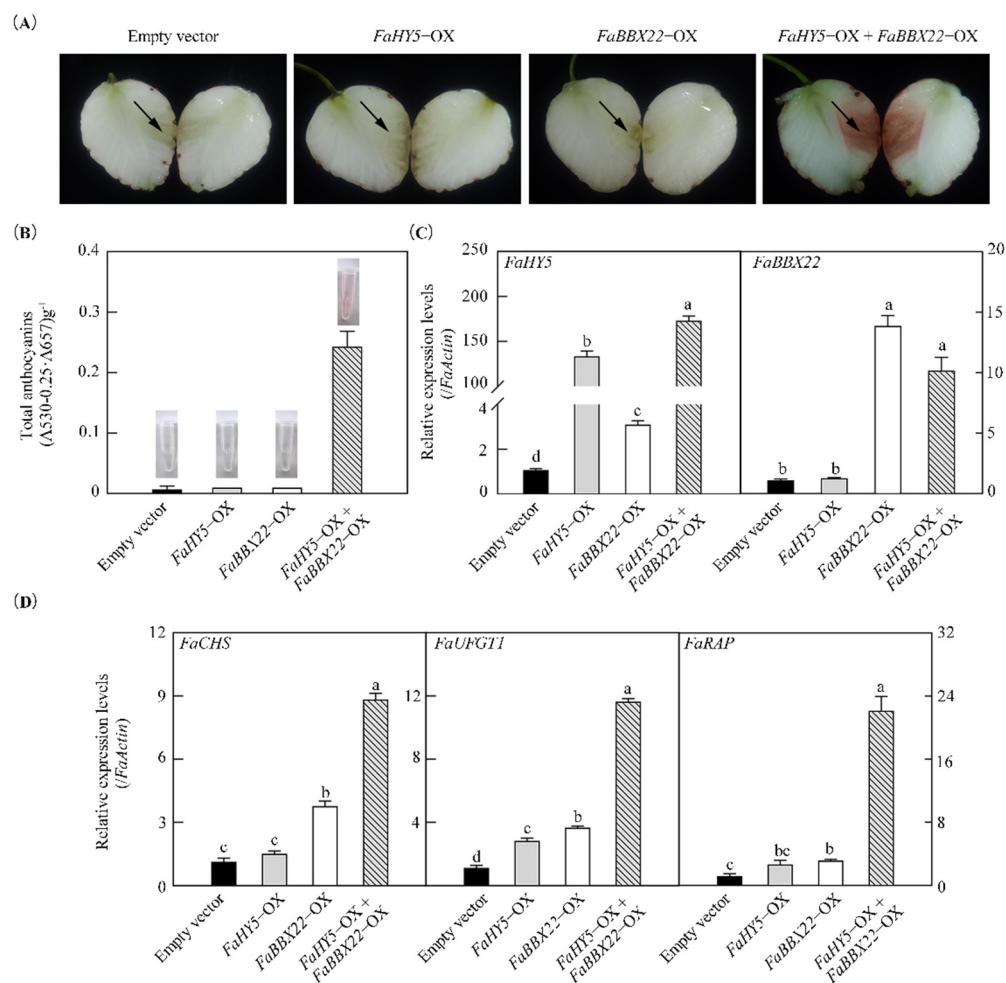 (A)
Empty vector
FaHY5-OX
FaBBX22-OX
FaHY5-OX + FaBBX22-OX
(B)
Total anthocyanins
(A530-0.25·A657)g⁻¹
0.4
0.3
0.2
0.1
0
Empty vector
FaHY5-OX
FaBBX22-OX
FaHY5-OX +
FaBBX22-OX
(C)
Relative expression levels
(/FaActin)
250
200
150
100
4
2
0
FaHY5
d
b
c
a
Empty vector
FaHY5-OX
FaBBX22-OX
FaHY5-OX +
FaBBX22-OX
FaBBX22
b
b
a
a
20
15
10
5
0
Empty vector
FaHY5-OX
FaBBX22-OX
FaHY5-OX +
FaBBX22-OX
(D)
Relative expression levels
(/FaActin)
12
9
6
3
0
FaCHS
c
c
b
a
Empty vector
FaHY5-OX
FaBBX22-OX
FaHY5-OX +
FaBBX22-OX
12
8
4
FaUFGT1
d
c
b
a
Empty vector
FaHY5-OX
FaBBX22-OX
FaHY5-OX +
FaBBX22-OX
FaRAP
c
bc
b
a
32
24
16
8
0
Empty vector
FaHY5-OX
FaBBX22-OX
FaHY5-OX +
FaBBX22-OX